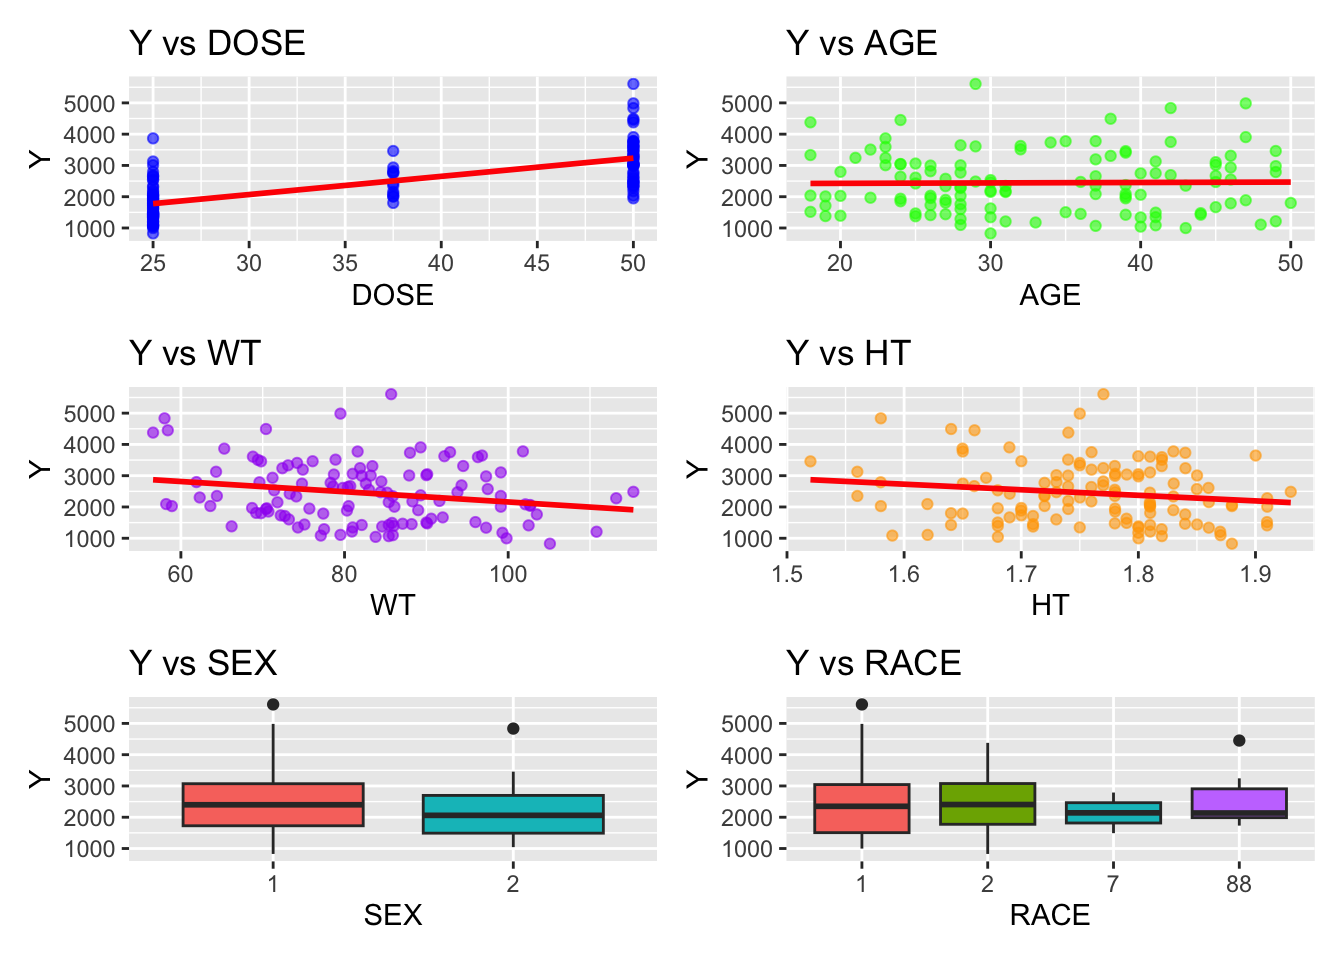 Y vs DOSE
Y
5000
4000
3000
2000
1000
25 30 35 40 45 50
DOSE
Y vs AGE
Y
5000
4000
3000
2000
1000
20 30 40 50
AGE
Y vs WT
Y
5000
4000
3000
2000
1000
60 80 100
WT
Y vs HT
Y
5000
4000
3000
2000
1000
1.5 1.6 1.7 1.8 1.9
HT
Y vs SEX
Y
5000
4000
3000
2000
1000
1 2
SEX
Y vs RACE
Y
5000
4000
3000
2000
1000
1 2 7 88
RACE